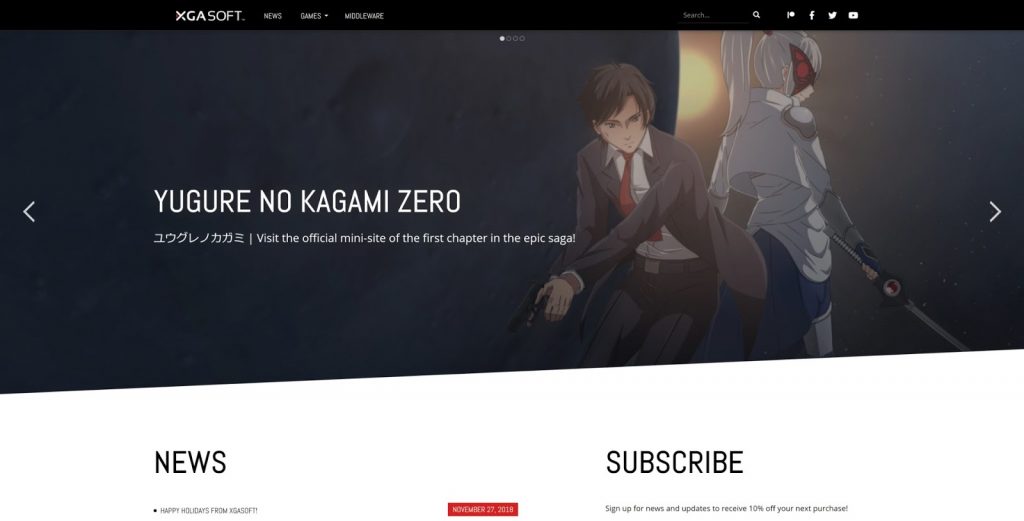 XGASOFT
NEWS
GAMES
MIDDLEWARE
Search...
YUGURE NO KAGAMI ZERO
ユウグレノカガミ | Visit the official mini-site of the first chapter in the epic saga!
NEWS
HAPPY HOLIDAYS FROM XGASOFT!
NOVEMBER 27, 2018
SUBSCRIBE
Sign up for news and updates to receive 10% off your next purchase!